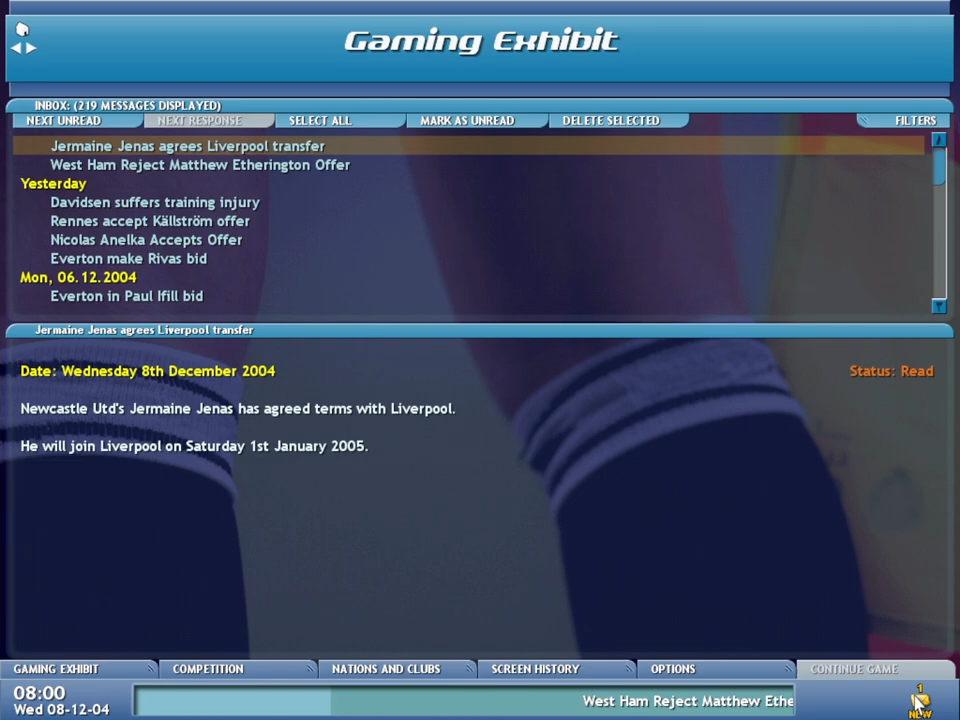 Gaming Exhibit
INBOX: (219 MESSAGES DISPLAYED)
NEXT UNREAD
NEXT RESPONSE
SELECT ALL
MARK AS UNREAD
DELETE SELECTED
FILTERS
Jermaine Jenas agrees Liverpool transfer
West Ham Reject Matthew Etherington Offer
Yesterday
Davidsen suffers training injury
Rennes accept Källström offer
Nicolas Anelka Accepts Offer
Everton make Rivas bid
Mon, 06.12.2004
Everton in Paul Ifill bid
Jermaine Jenas agrees Liverpool transfer
Date: Wednesday 8th December 2004
Status: Read
Newcastle Utd's Jermaine Jenas has agreed terms with Liverpool.
He will join Liverpool on Saturday 1st January 2005.
GAMING EXHIBIT
COMPETITION
NATIONS AND CLUBS
SCREEN HISTORY
OPTIONS
CONTINUE GAME
08:00
Wed 08-12-04
West Ham Reject Matthew Ethe
1
NEW